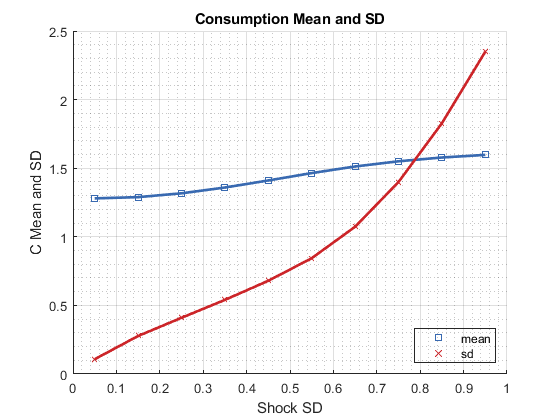 Consumption Mean and SD
2.5
2
1.5
1
0.5
0
C Mean and SD
0 0.1 0.2 0.3 0.4 0.5 0.6 0.7 0.8 0.9 1
Shock SD
mean
sd